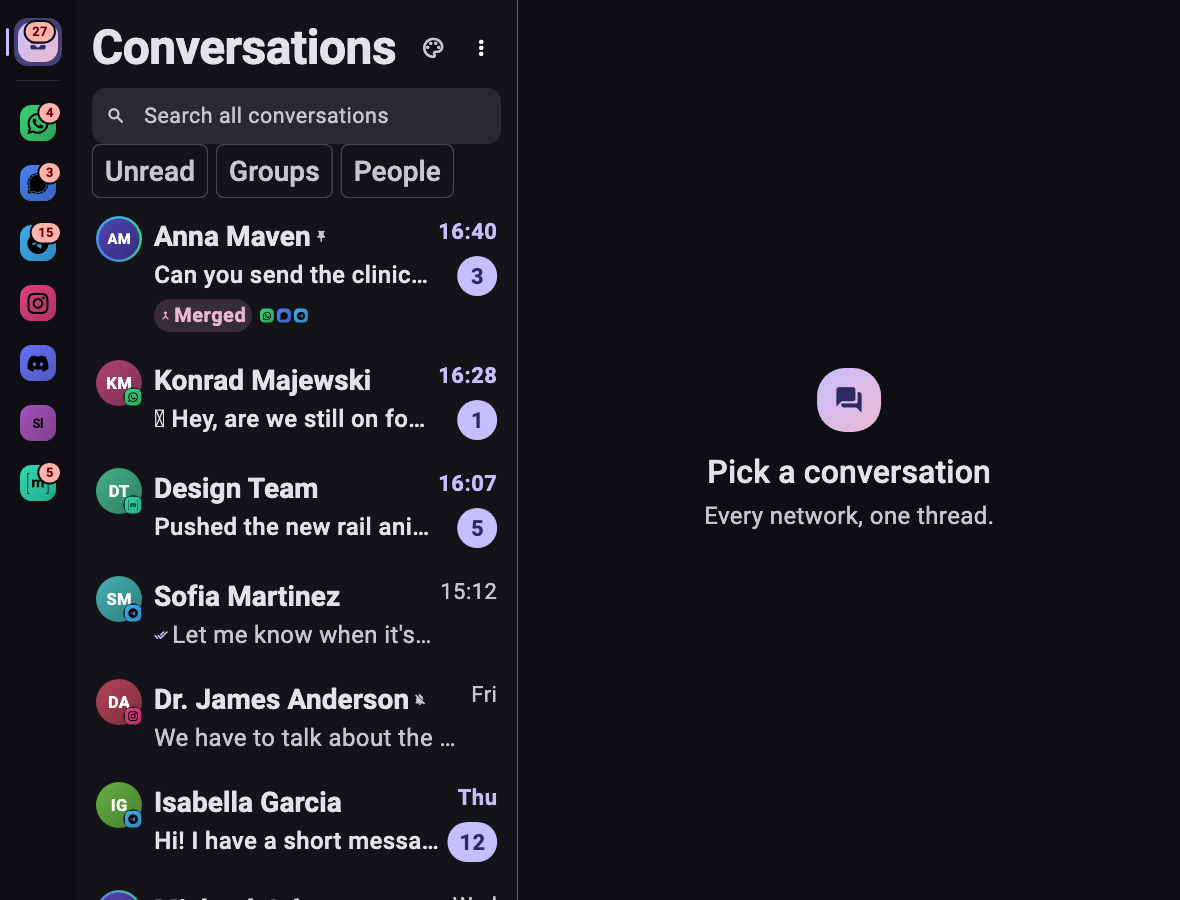 27
Conversations
Search all conversations
4
Unread
Groups
People
3
AM
Anna Maven
16:40
15
Can you send the clinic…
3
Merged
KM
Konrad Majewski
16:28
Hey, are we still on fo…
1
SI
5
[m]
DT
Design Team
16:07
Pushed the new rail ani…
5
Pick a conversation
Every network, one thread.
SM
Sofia Martinez
15:12
Let me know when it's…
DA
Dr. James Anderson
Fri
We have to talk about the …
IG
Isabella Garcia
Thu
Hi! I have a short messa…
12